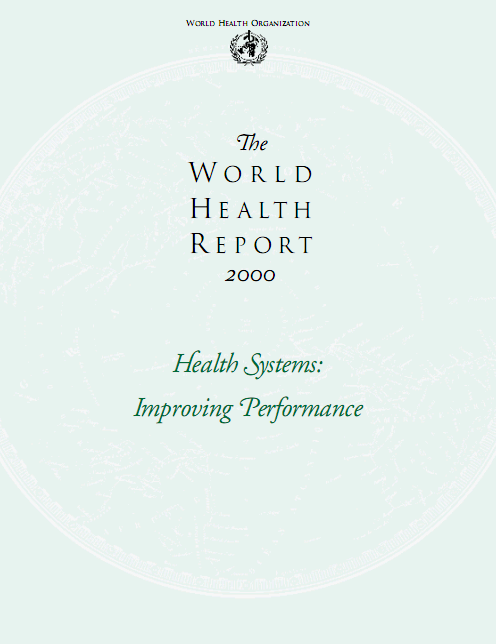 World Health Organization
The
World
Health
Report
2000
Health Systems:
Improving Performance